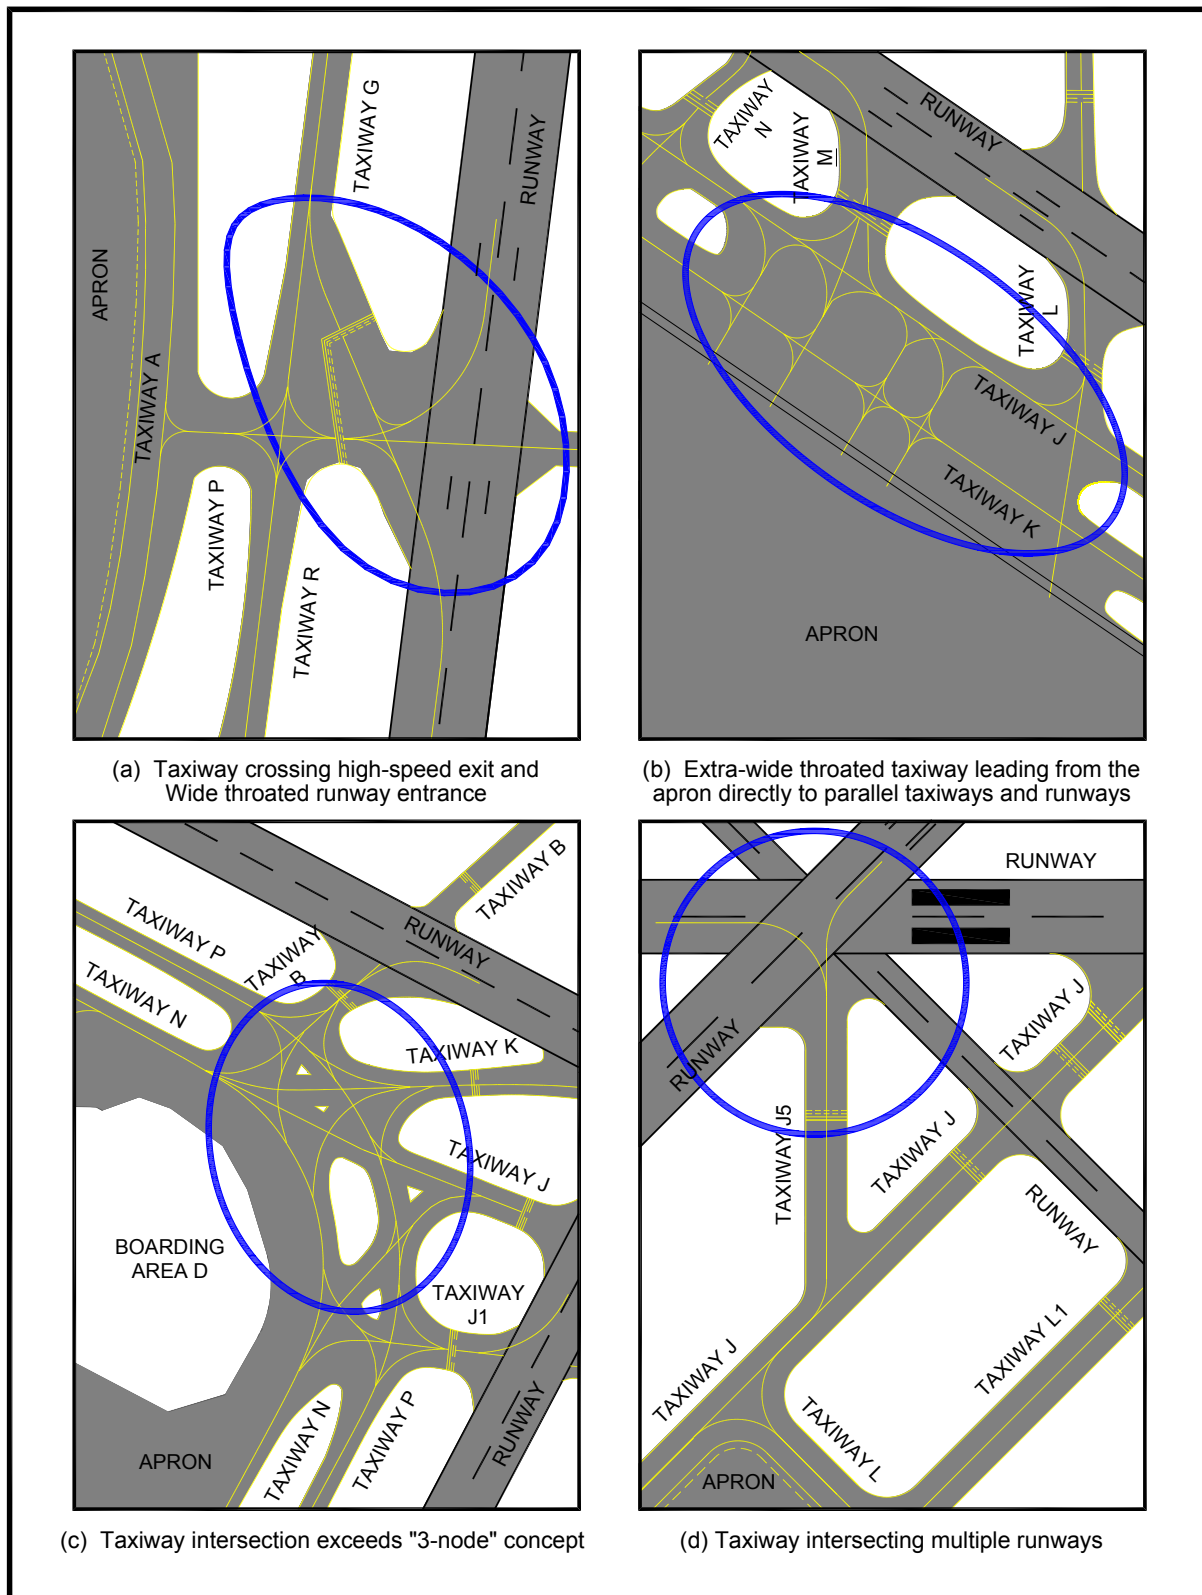 TAXIWAY G
RUNWAY
APRON
TAXIWAY A
TAXIWAY P
TAXIWAY R
(a) Taxiway crossing high-speed exit and
Wide throated runway entrance
TAXIWAY
N
TAXIWAY
M
RUNWAY
TAXIWAY
L
TAXIWAY J
TAXIWAY K
APRON
(b) Extra-wide throated taxiway leading from the
apron directly to parallel taxiways and runways
TAXIWAY B
TAXIWAY P
TAXIWAY
B
RUNWAY
TAXIWAY N
TAXIWAY K
TAXIWAY J
BOARDING
AREA D
TAXIWAY
J1
TAXIWAY N
TAXIWAY P
RUNWAY
APRON
(c) Taxiway intersection exceeds "3-node" concept
RUNWAY
RUNWAY
TAXIWAY J
TAXIWAY J5
TAXIWAY J
RUNWAY
TAXIWAY J
TAXIWAY L1
TAXIWAY L
APRON
(d) Taxiway intersecting multiple runways